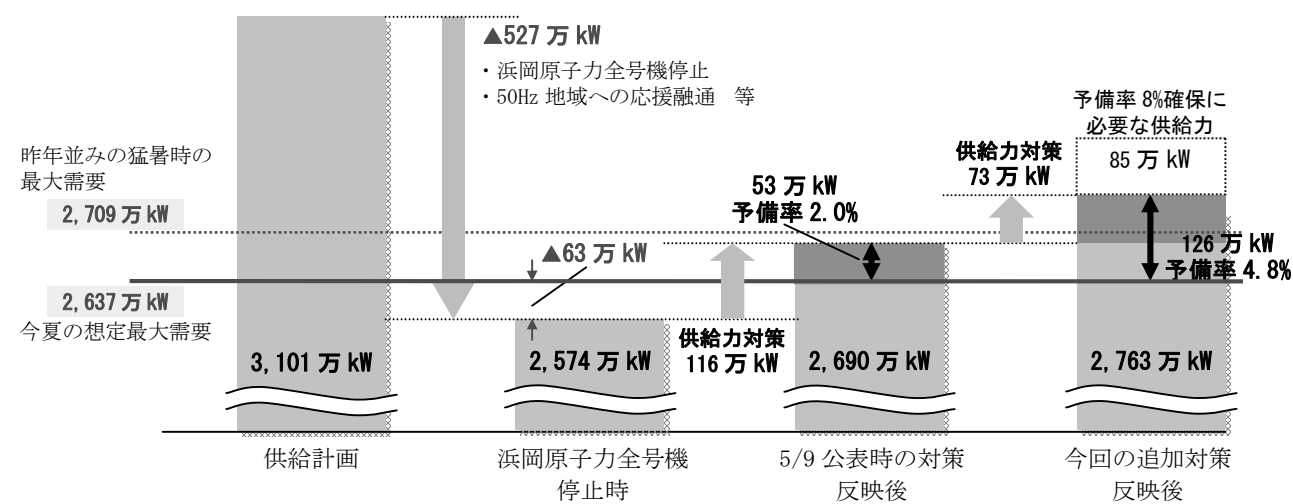 ▲527 万 kW
・浜岡原子力全号機停止
・50Hz 地域への応援融通　等
予備率 8%確保に
必要な供給力
85 万 kW
供給力対策
73 万 kW
昨年並みの猛暑時の
最大需要
2,709 万 kW
53 万 kW
予備率 2.0%
▲63 万 kW
126 万 kW
予備率 4.8%
2,637 万 kW
今夏の想定最大需要
供給力対策
116 万 kW
3,101 万 kW
2,574 万 kW
2,690 万 kW
2,763 万 kW
供給計画
浜岡原子力全号機
停止時
5/9 公表時の対策
反映後
今回の追加対策
反映後